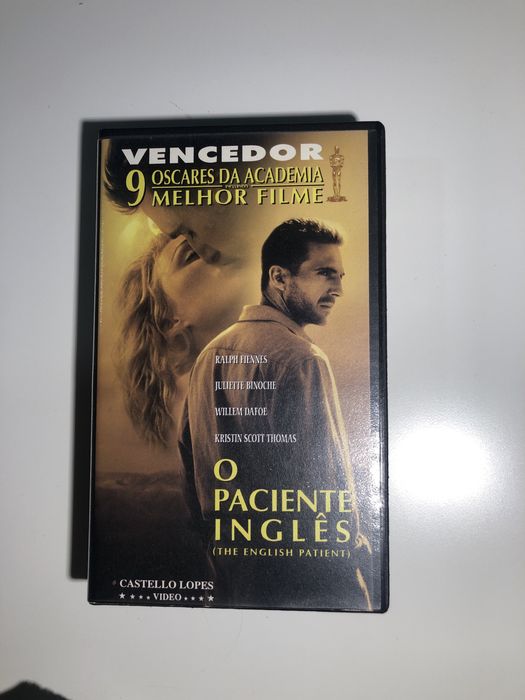 VENCEDOR
9 OSCARES DA ACADEMIA
INCLUINDO
MELHOR FILME
RALPH FIENNES
JULIETTE BINOCHE
WILLEM DAFOE
KRISTIN SCOTT THOMAS
O
PACIENTE
INGLÊS
(THE ENGLISH PATIENT)
CASTELLO LOPES
★ ★ ★ ★ VIDEO ★ ★ ★ ★